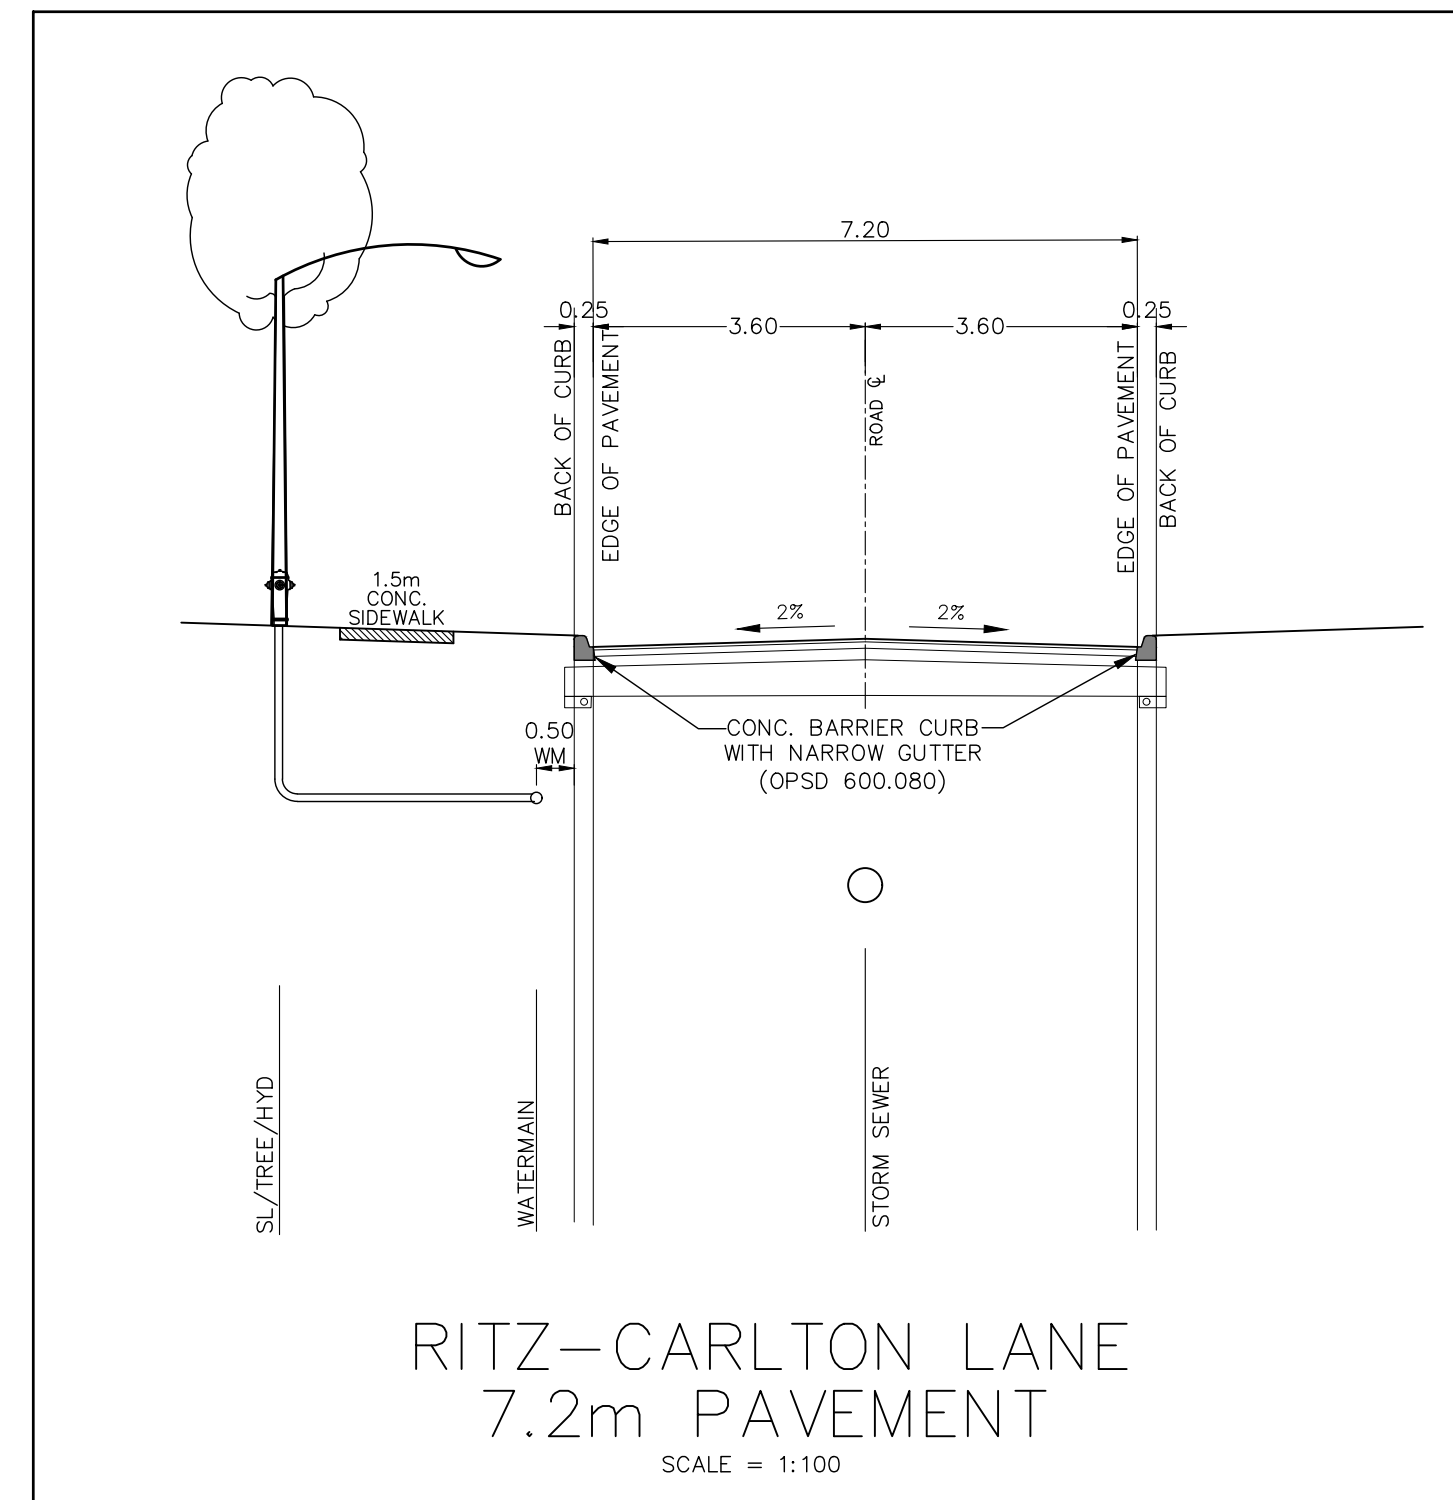 7.20
0.25
3.60
3.60
0.25
BACK OF CURB
EDGE OF PAVEMENT
ROAD ℄
EDGE OF PAVEMENT
BACK OF CURB
1.5m
CONC.
SIDEWALK
2%
2%
0.50
WM
CONC. BARRIER CURB
WITH NARROW GUTTER
(OPSD 600.080)
SL/TREE/HYD
WATERMAIN
STORM SEWER
RITZ-CARLTON LANE
7.2m PAVEMENT
SCALE = 1:100